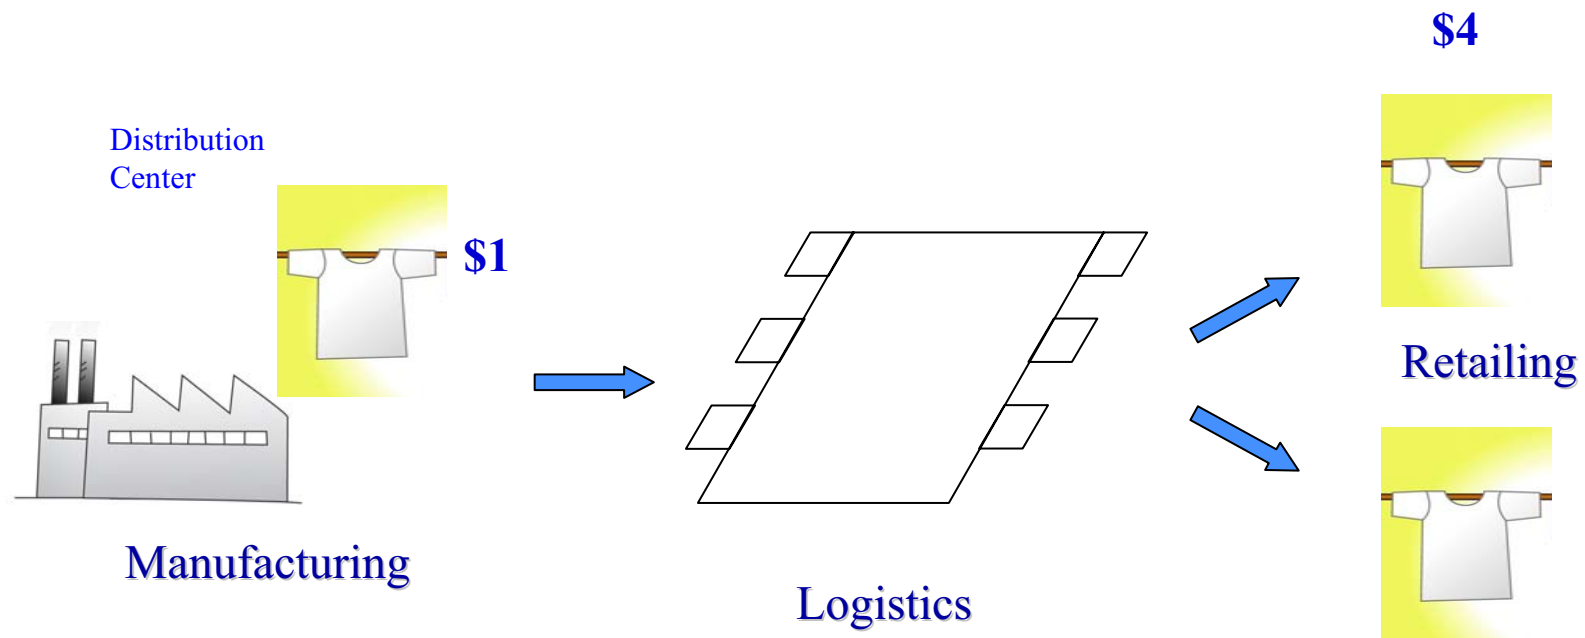 $4
Distribution
Center
$1
Retailing
Manufacturing
Logistics